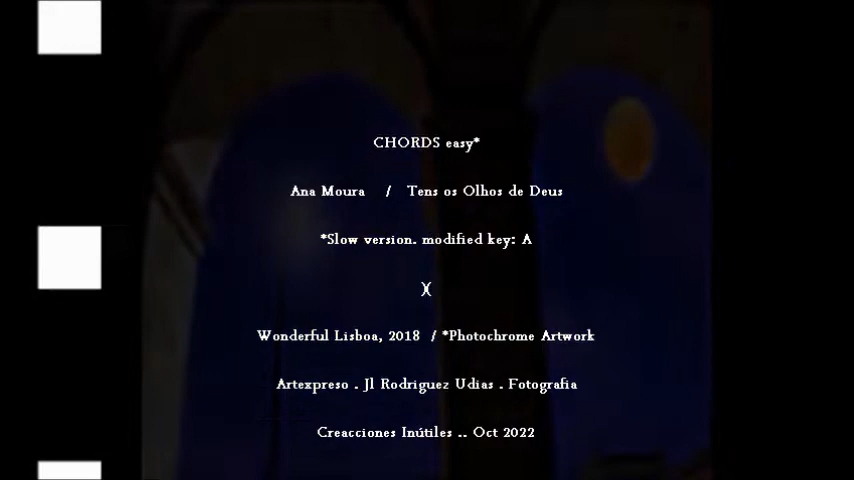 CHORDS easy*
Ana Moura / Tens os Olhos de Deus
*Slow version. modified key: A
)(
Wonderful Lisboa, 2018 / *Photochrome Artwork
Artexpreso . Jl Rodriguez Udias . Fotografia
Creacciones Inútiles .. Oct 2022